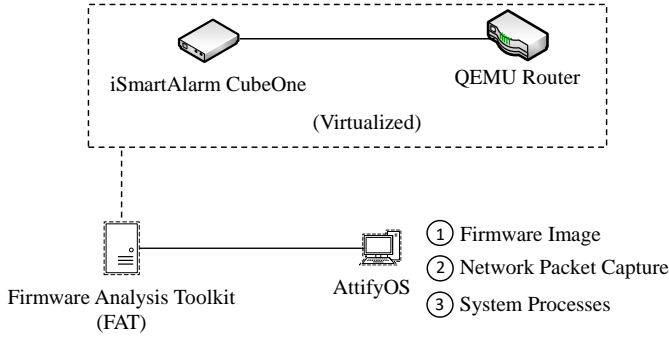 iSmartAlarm CubeOne
QEMU Router
(Virtualized)
Firmware Analysis Toolkit
(FAT)
AttifyOS
1 Firmware Image
2 Network Packet Capture
3 System Processes